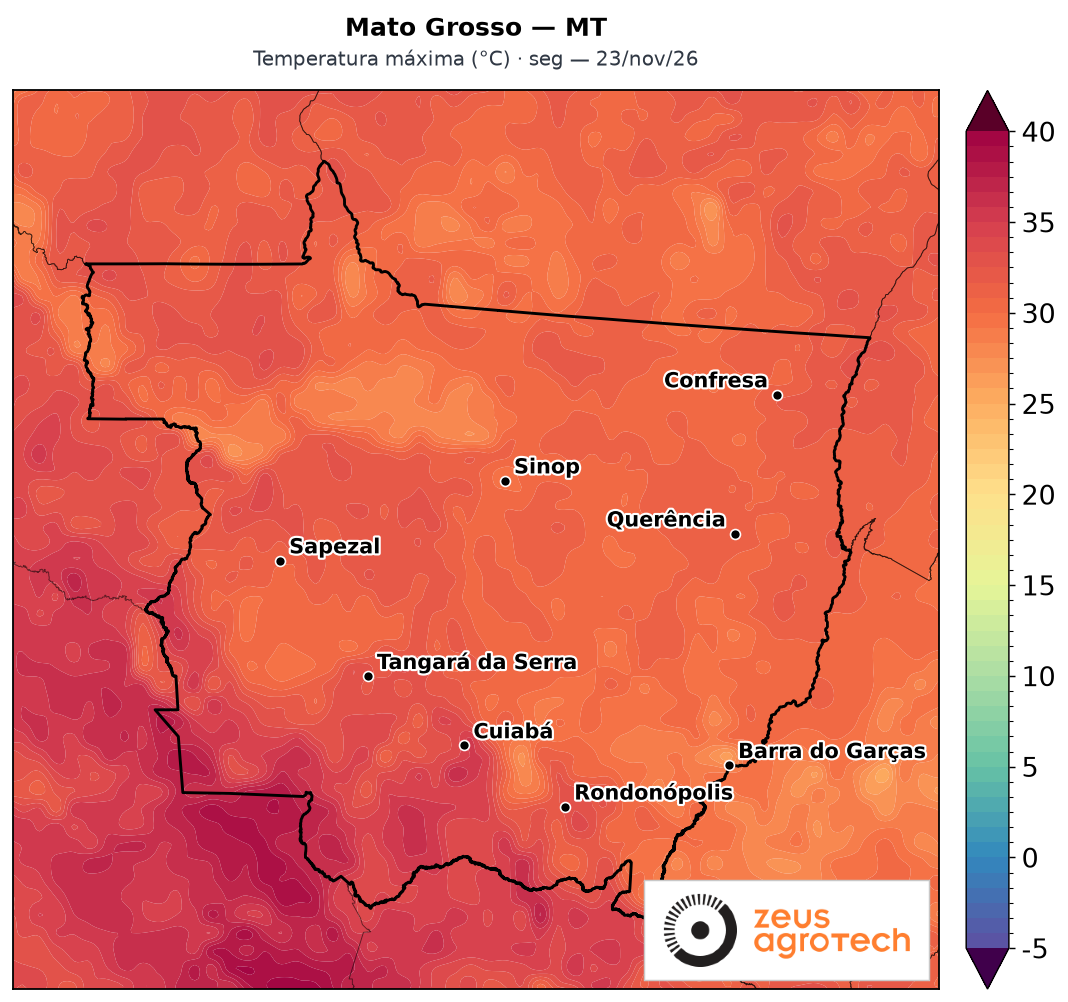 Mato Grosso — MT
Temperatura máxima (°C) · seg — 23/nov/26
40
35
30
25
20
15
10
5
0
-5
Confresa
Sinop
Querência
Sapezal
Tangará da Serra
Cuiabá
Barra do Garças
Rondonópolis
zeus
agrotech